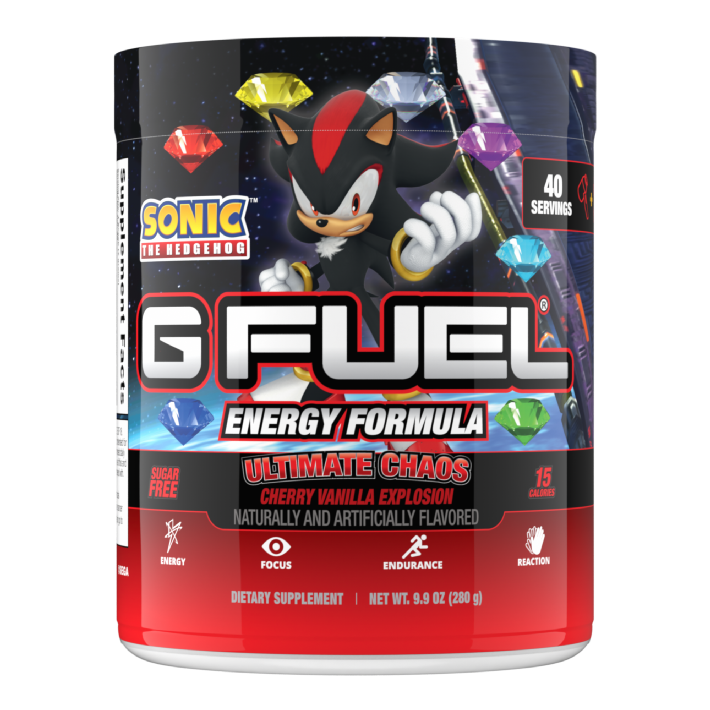 SONIC™
THE HEDGEHOG
40
SERVINGS
Supplement Facts
G FUEL®
ENERGY FORMULA
ULTIMATE CHAOS
CHERRY VANILLA EXPLOSION
NATURALLY AND ARTIFICIALLY FLAVORED
SUGAR
FREE
15
CALORIES
ENERGY
FOCUS
ENDURANCE
REACTION
DIETARY SUPPLEMENT | NET WT. 9.9 OZ (280 g)